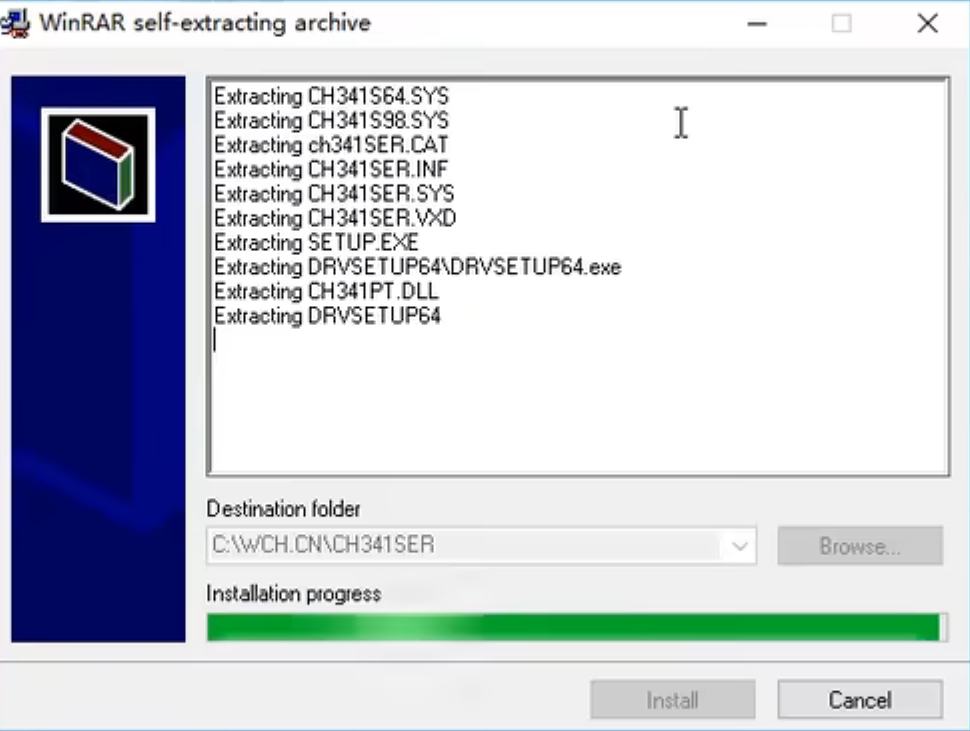 WinRAR self-extracting archive
Extracting CH341S64.SYS
Extracting CH341S98.SYS
Extracting ch341SER.CAT
Extracting CH341SER.INF
Extracting CH341SER.SYS
Extracting CH341SER.VXD
Extracting SETUP.EXE
Extracting DRVSETUP64\DRVSETUP64.exe
Extracting CH341PT.DLL
Extracting DRVSETUP64
Destination folder
C:\WCH.CN\CH341SER
Browse...
Installation progress
Install
Cancel